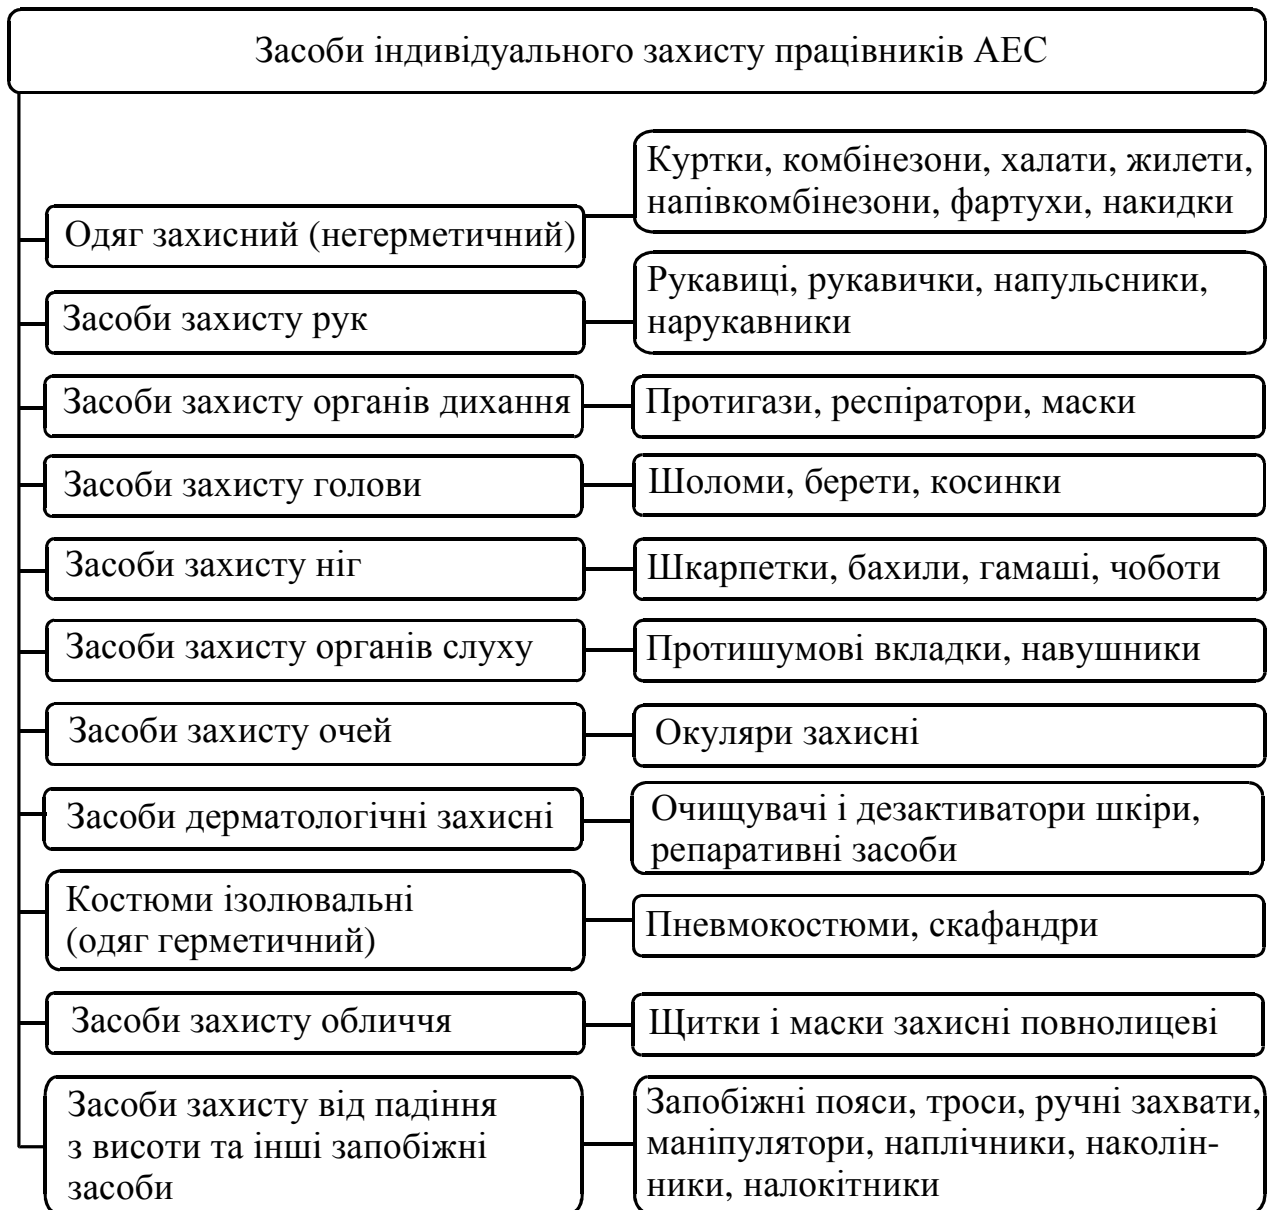 Засоби індивідуального захисту працівників АЕС
Одяг захисний (негерметичний)
Куртки, комбінезони, халати, жилети,
напівкомбінезони, фартухи, накидки
Засоби захисту рук
Рукавиці, рукавички, напульсники,
нарукавники
Засоби захисту органів дихання
Протигази, респіратори, маски
Засоби захисту голови
Шоломи, берети, косинки
Засоби захисту ніг
Шкарпетки, бахили, гамаші, чоботи
Засоби захисту органів слуху
Протишумові вкладки, навушники
Засоби захисту очей
Окуляри захисні
Засоби дерматологічні захисні
Очищувачі і дезактиватори шкіри,
репаративні засоби
Костюми ізолювальні
(одяг герметичний)
Пневмокостюми, скафандри
Засоби захисту обличчя
Щитки і маски захисні повнолицеві
Засоби захисту від падіння
з висоти та інші запобіжні
засоби
Запобіжні пояси, троси, ручні захвати,
маніпулятори, наплічники, наколін-
ники, налокітники